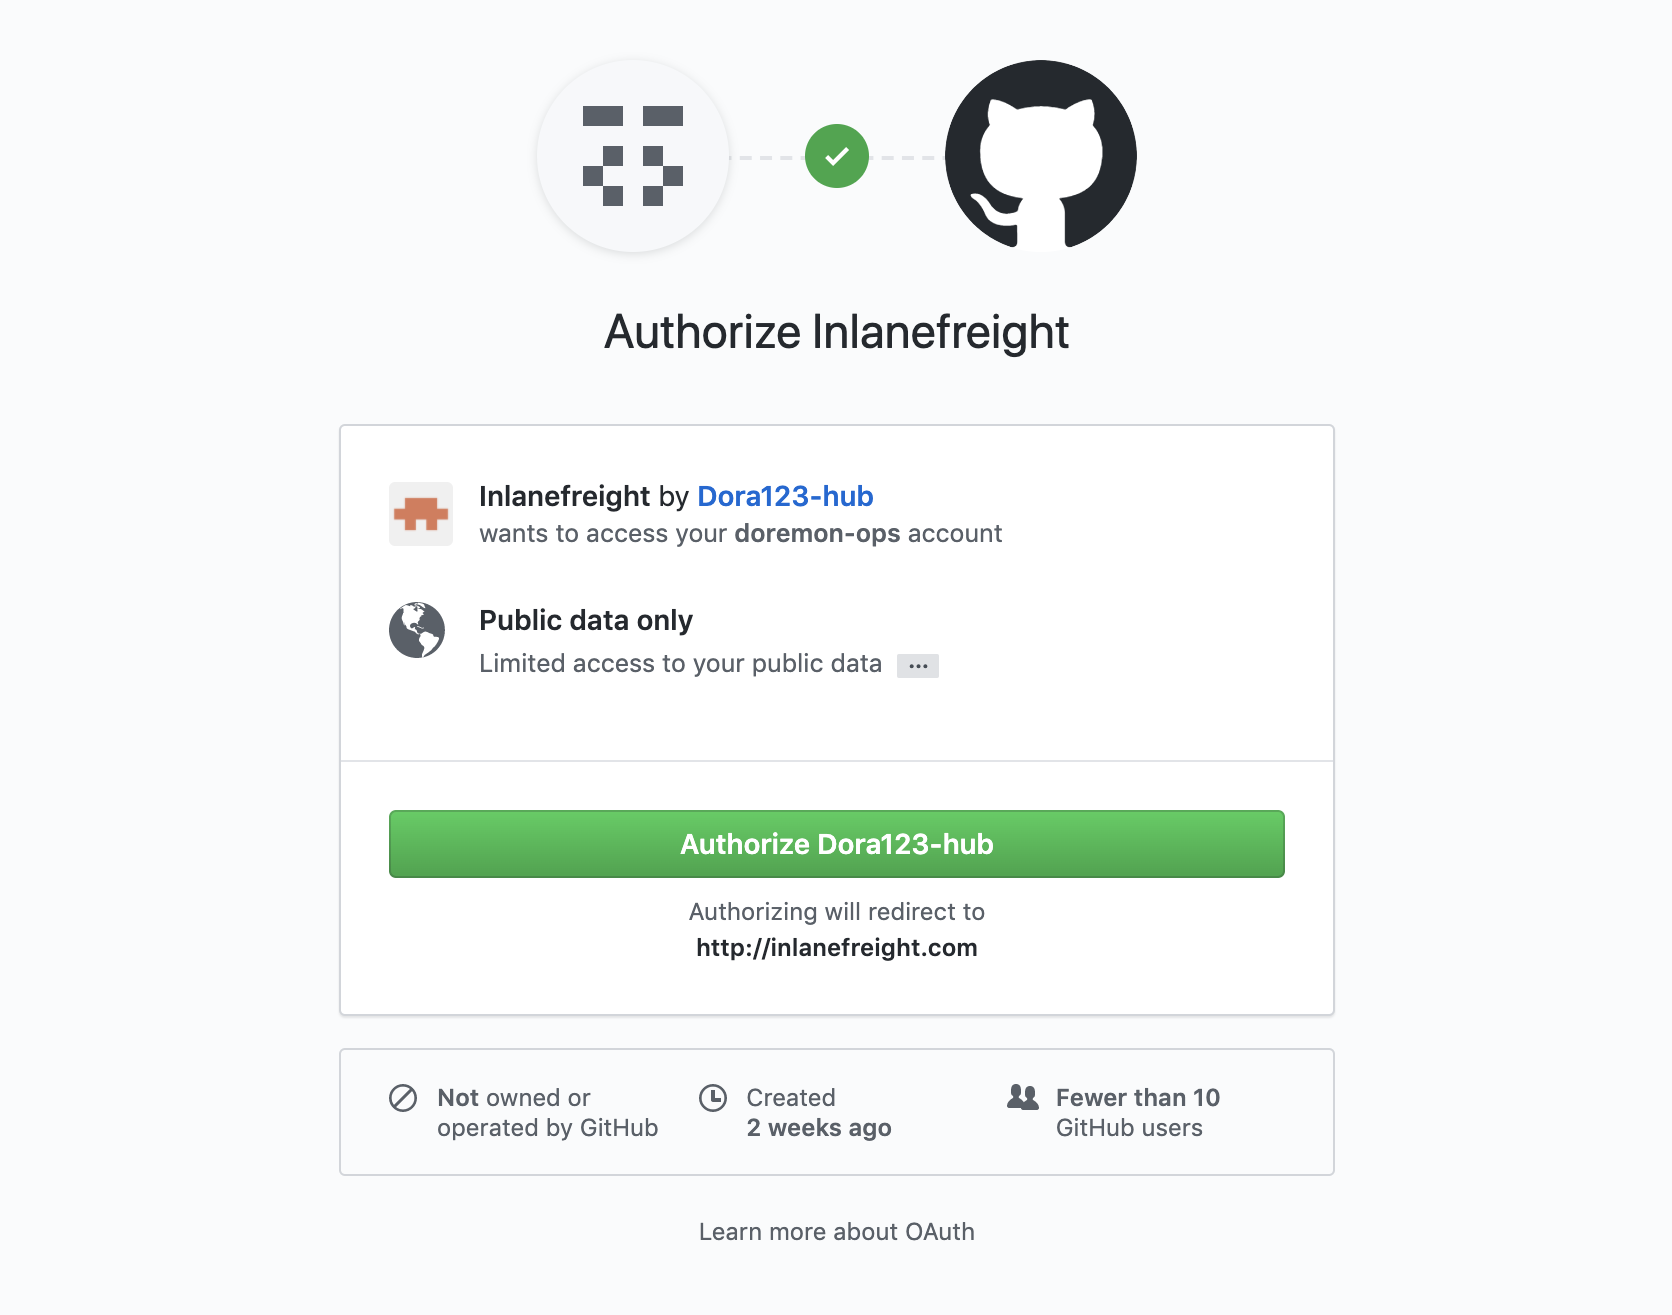 Authorize Inlanefreight
Inlanefreight by Dora123-hub
wants to access your doremon-ops account
Public data only
Limited access to your public data ...
Authorize Dora123-hub
Authorizing will redirect to
http://inlanefreight.com
Not owned or
operated by GitHub
Created
2 weeks ago
Fewer than 10
GitHub users
Learn more about OAuth